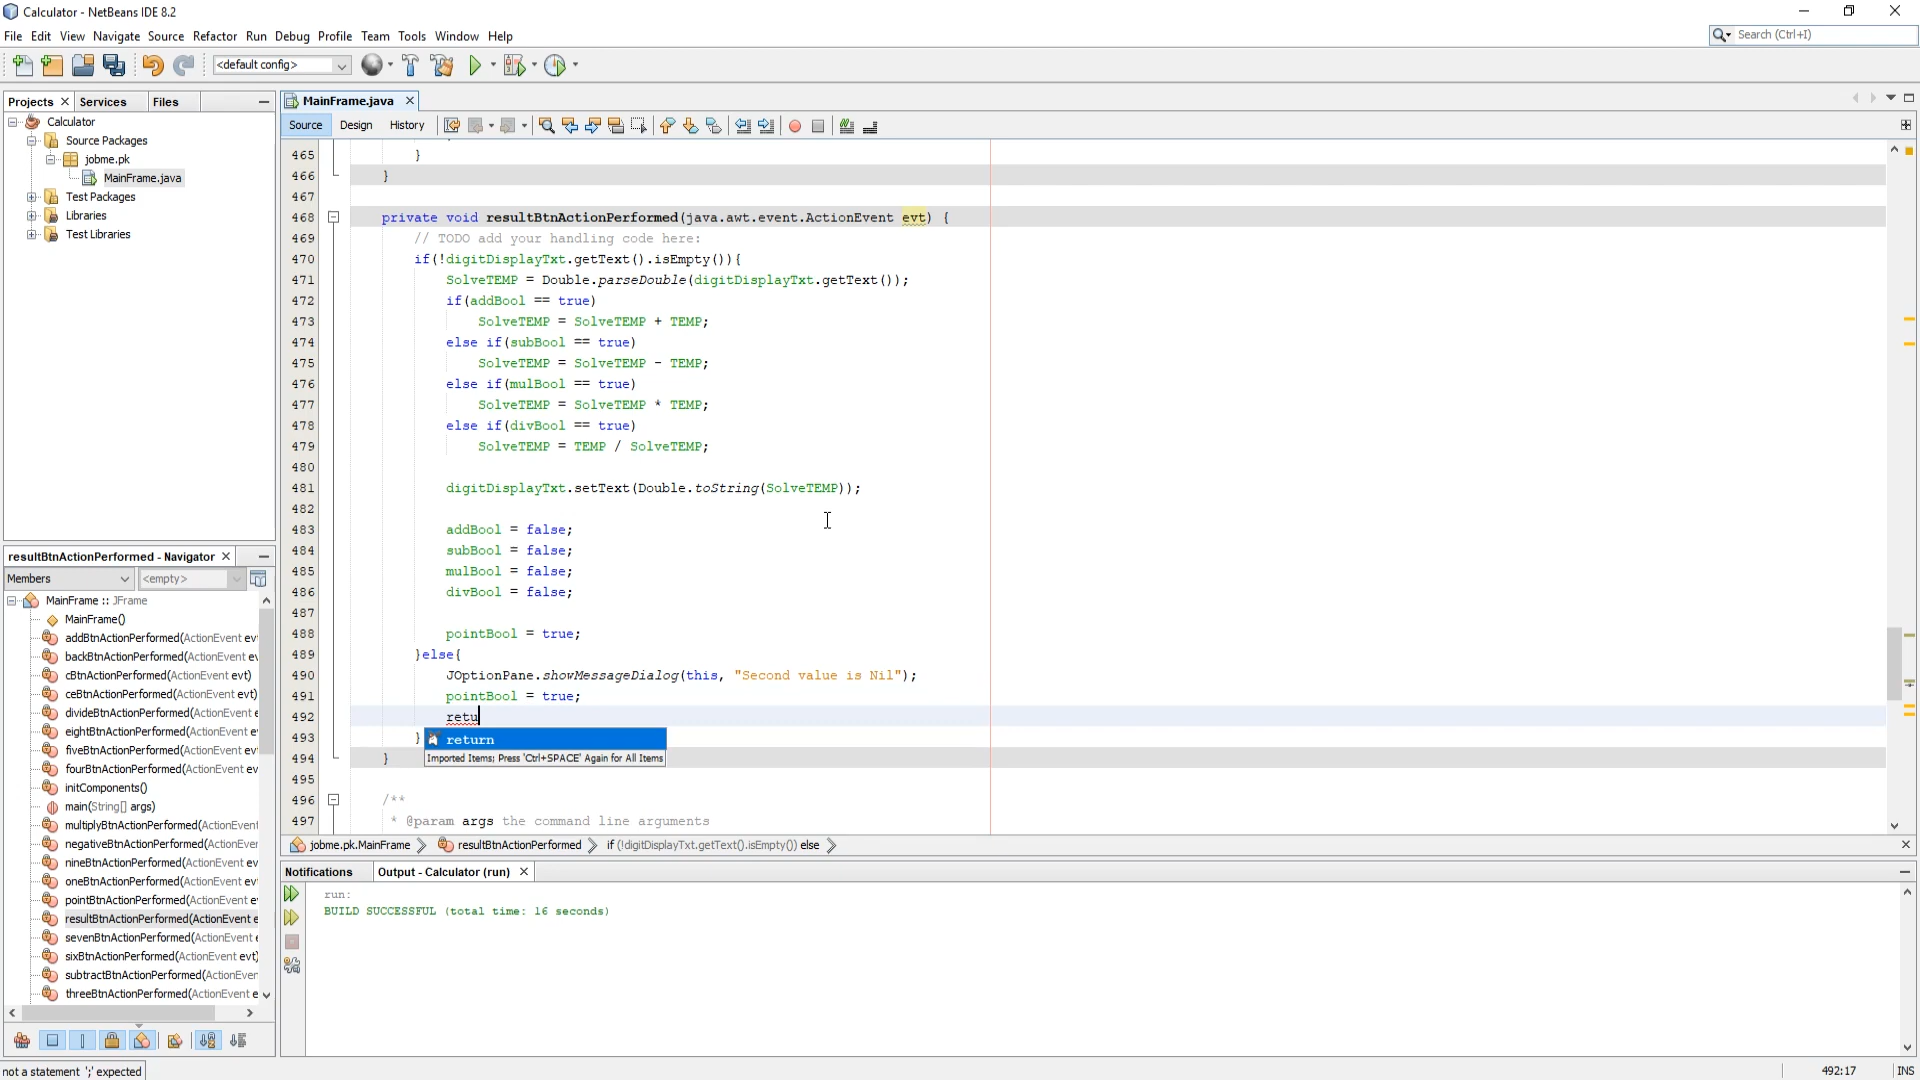 Calculator - NetBeans IDE 8.2
File Edit View Navigate Source Refactor Run Debug Profile Team Tools Window Help
Search (Ctrl+I)
<default config>
Projects Services Files
Calculator
Source Packages
jobme.pk
MainFrame.java
Test Packages
Libraries
Test Libraries
MainFrame.java
Source Design History
465 }
466 }
467
468 private void resultBtnActionPerformed(java.awt.event.ActionEvent evt) {
469 // TODO add your handling code here:
470 if(!digitDisplayTxt.getText().isEmpty()){
471 SolveTEMP = Double.parseDouble(digitDisplayTxt.getText());
472 if(addBool == true)
473 SolveTEMP = SolveTEMP + TEMP;
474 else if(subBool == true)
475 SolveTEMP = SolveTEMP - TEMP;
476 else if(mulBool == true)
477 SolveTEMP = SolveTEMP * TEMP;
478 else if(divBool == true)
479 SolveTEMP = TEMP / SolveTEMP;
480
481 digitDisplayTxt.setText(Double.toString(SolveTEMP));
482
483 addBool = false;
484 subBool = false;
485 mulBool = false;
486 divBool = false;
487
488 pointBool = true;
489 }else{
490 JOptionPane.showMessageDialog(this, "Second value is Nil");
491 pointBool = true;
492 retu
493 }
return
Imported Items; Press 'Ctrl+SPACE' Again for All Items
494 }
495
496 /**
497 * @param args the command line arguments
jobme.pk.MainFrame resultBtnActionPerformed if (!digitDisplayTxt.getText().isEmpty()) else
resultBtnActionPerformed - Navigator
Members <empty>
MainFrame :: JFrame
MainFrame()
addBtnActionPerformed(ActionEvent ev
backBtnActionPerformed(ActionEvent e
cBtnActionPerformed(ActionEvent evt)
ceBtnActionPerformed(ActionEvent evt)
divideBtnActionPerformed(ActionEvent e
eightBtnActionPerformed(ActionEvent ev
fiveBtnActionPerformed(ActionEvent ev
fourBtnActionPerformed(ActionEvent ev
initComponents()
main(String[] args)
multiplyBtnActionPerformed(ActionEvent
negativeBtnActionPerformed(ActionEve
nineBtnActionPerformed(ActionEvent ev
oneBtnActionPerformed(ActionEvent ev
pointBtnActionPerformed(ActionEvent e
resultBtnActionPerformed(ActionEvent e
sevenBtnActionPerformed(ActionEvent
sixBtnActionPerformed(ActionEvent evt)
subtractBtnActionPerformed(ActionEve
threeBtnActionPerformed(ActionEvent e
Notifications Output - Calculator (run)
run:
BUILD SUCCESSFUL (total time: 16 seconds)
not a statement ';' expected
492:17 INS